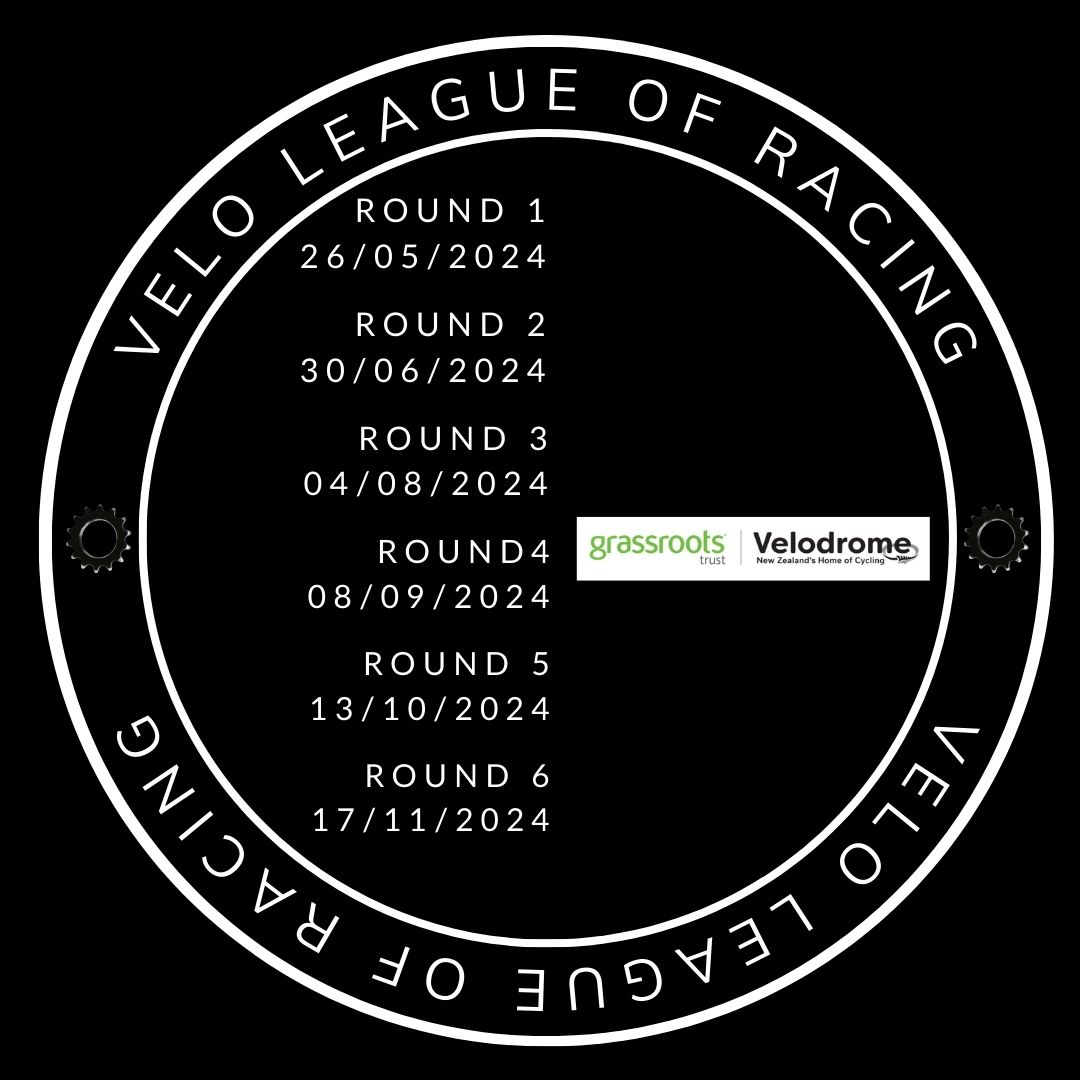 VELO LEAGUE OF RACING
ROUND 1
26/05/2024
ROUND 2
30/06/2024
ROUND 3
04/08/2024
ROUND4
08/09/2024
ROUND 5
13/10/2024
ROUND 6
17/11/2024
grassroots
trust
Velodrome
New Zealand's Home of Cycling
VELO LEAGUE OF RACING